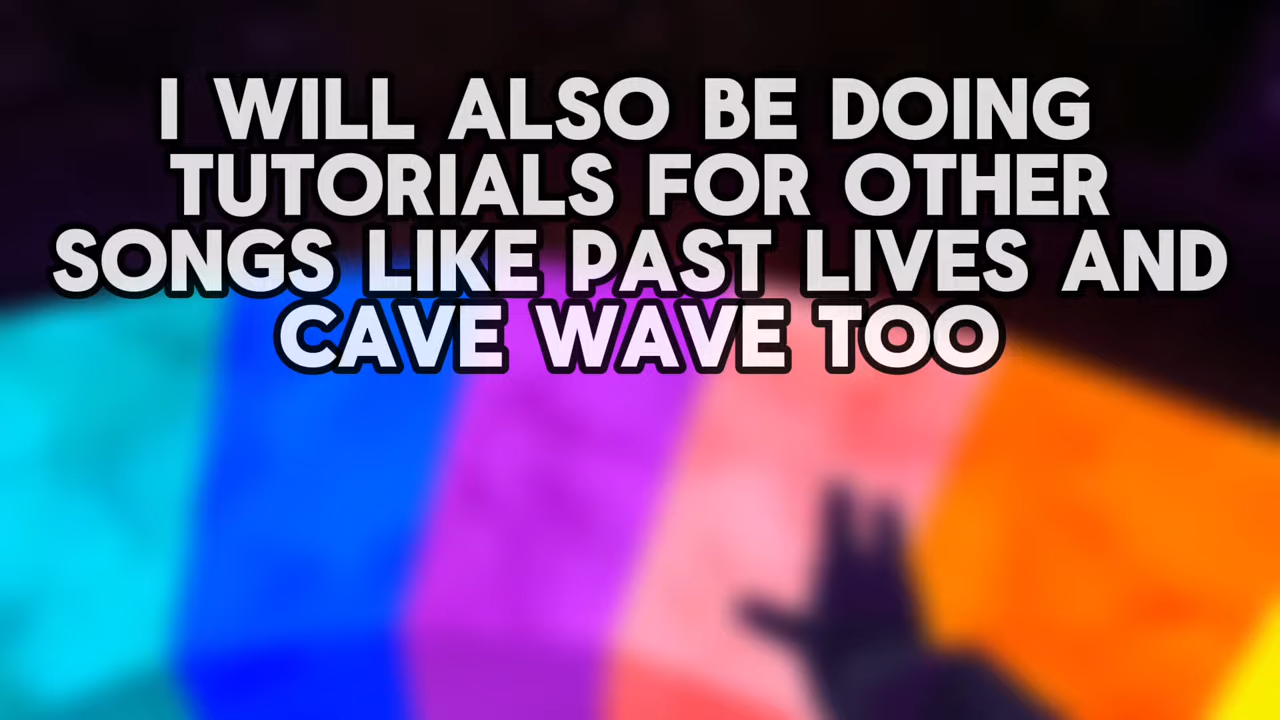 I WILL ALSO BE DOING
TUTORIALS FOR OTHER
SONGS LIKE PAST LIVES AND
CAVE WAVE TOO